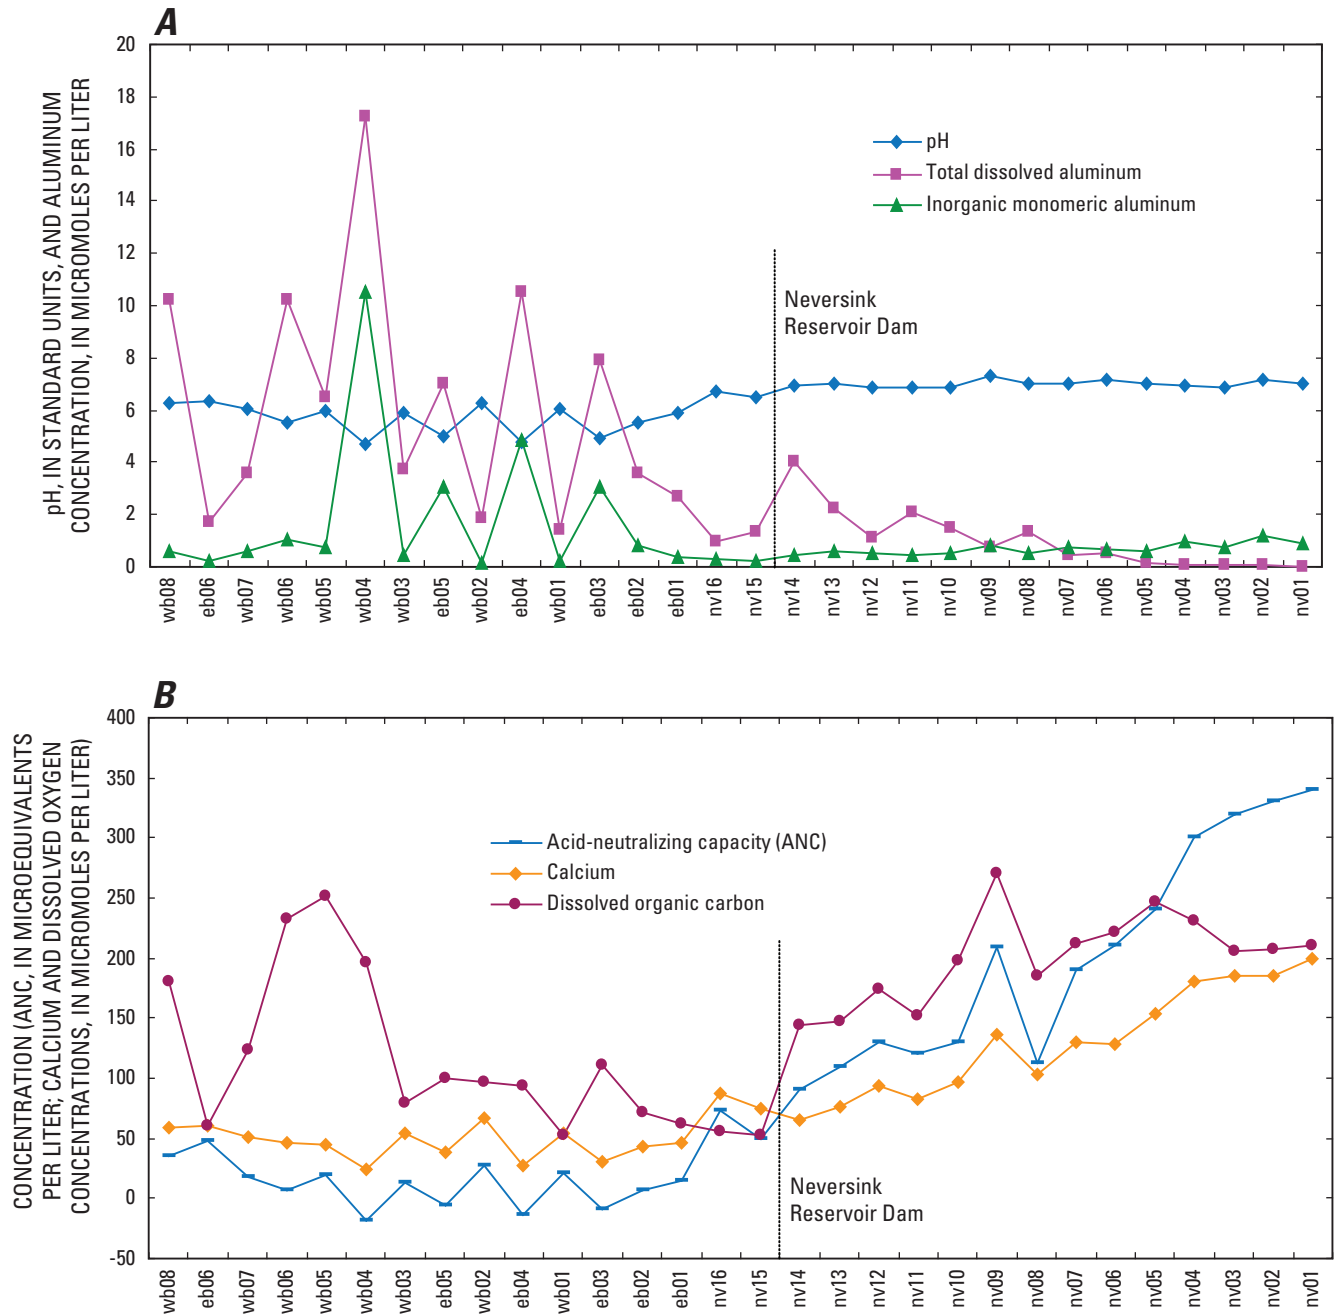 A
pH, IN STANDARD UNITS, AND ALUMINUM
CONCENTRATION, IN MICROMOLES PER LITER
20
18
16
14
12
10
8
6
4
2
0
pH
Total dissolved aluminum
Inorganic monomeric aluminum
Neversink
Reservoir Dam
wb08
eb06
wb07
wb06
wb05
wb04
wb03
eb05
wb02
eb04
wb01
eb03
eb02
eb01
nv16
nv15
nv14
nv13
nv12
nv11
nv10
nv09
nv08
nv07
nv06
nv05
nv04
nv03
nv02
nv01
B
CONCENTRATION (ANC, IN MICROEQUIVALENTS
PER LITER; CALCIUM AND DISSOLVED OXYGEN
CONCENTRATIONS, IN MICROMOLES PER LITER)
400
350
300
250
200
150
100
50
0
-50
Acid-neutralizing capacity (ANC)
Calcium
Dissolved organic carbon
Neversink
Reservoir Dam
wb08
eb06
wb07
wb06
wb05
wb04
wb03
eb05
wb02
eb04
wb01
eb03
eb02
eb01
nv16
nv15
nv14
nv13
nv12
nv11
nv10
nv09
nv08
nv07
nv06
nv05
nv04
nv03
nv02
nv01